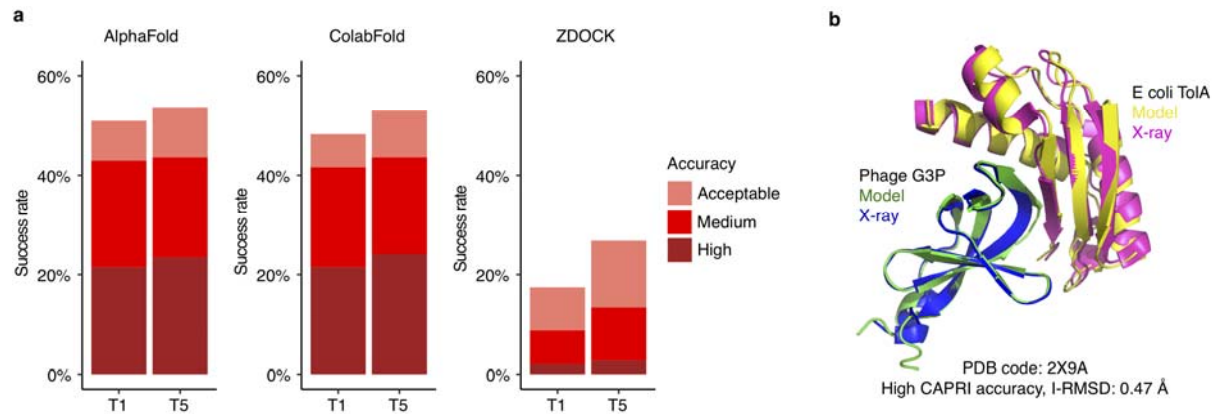 a
AlphaFold
ColabFold
ZDOCK
Success rate
60%
40%
20%
0%
T1
T5
Success rate
60%
40%
20%
0%
T1
T5
Success rate
60%
40%
20%
0%
T1
T5
Accuracy
Acceptable
Medium
High
b
E coli TolA
Model
X-ray
Phage G3P
Model
X-ray
PDB code: 2X9A
High CAPRI accuracy, I-RMSD: 0.47 Å